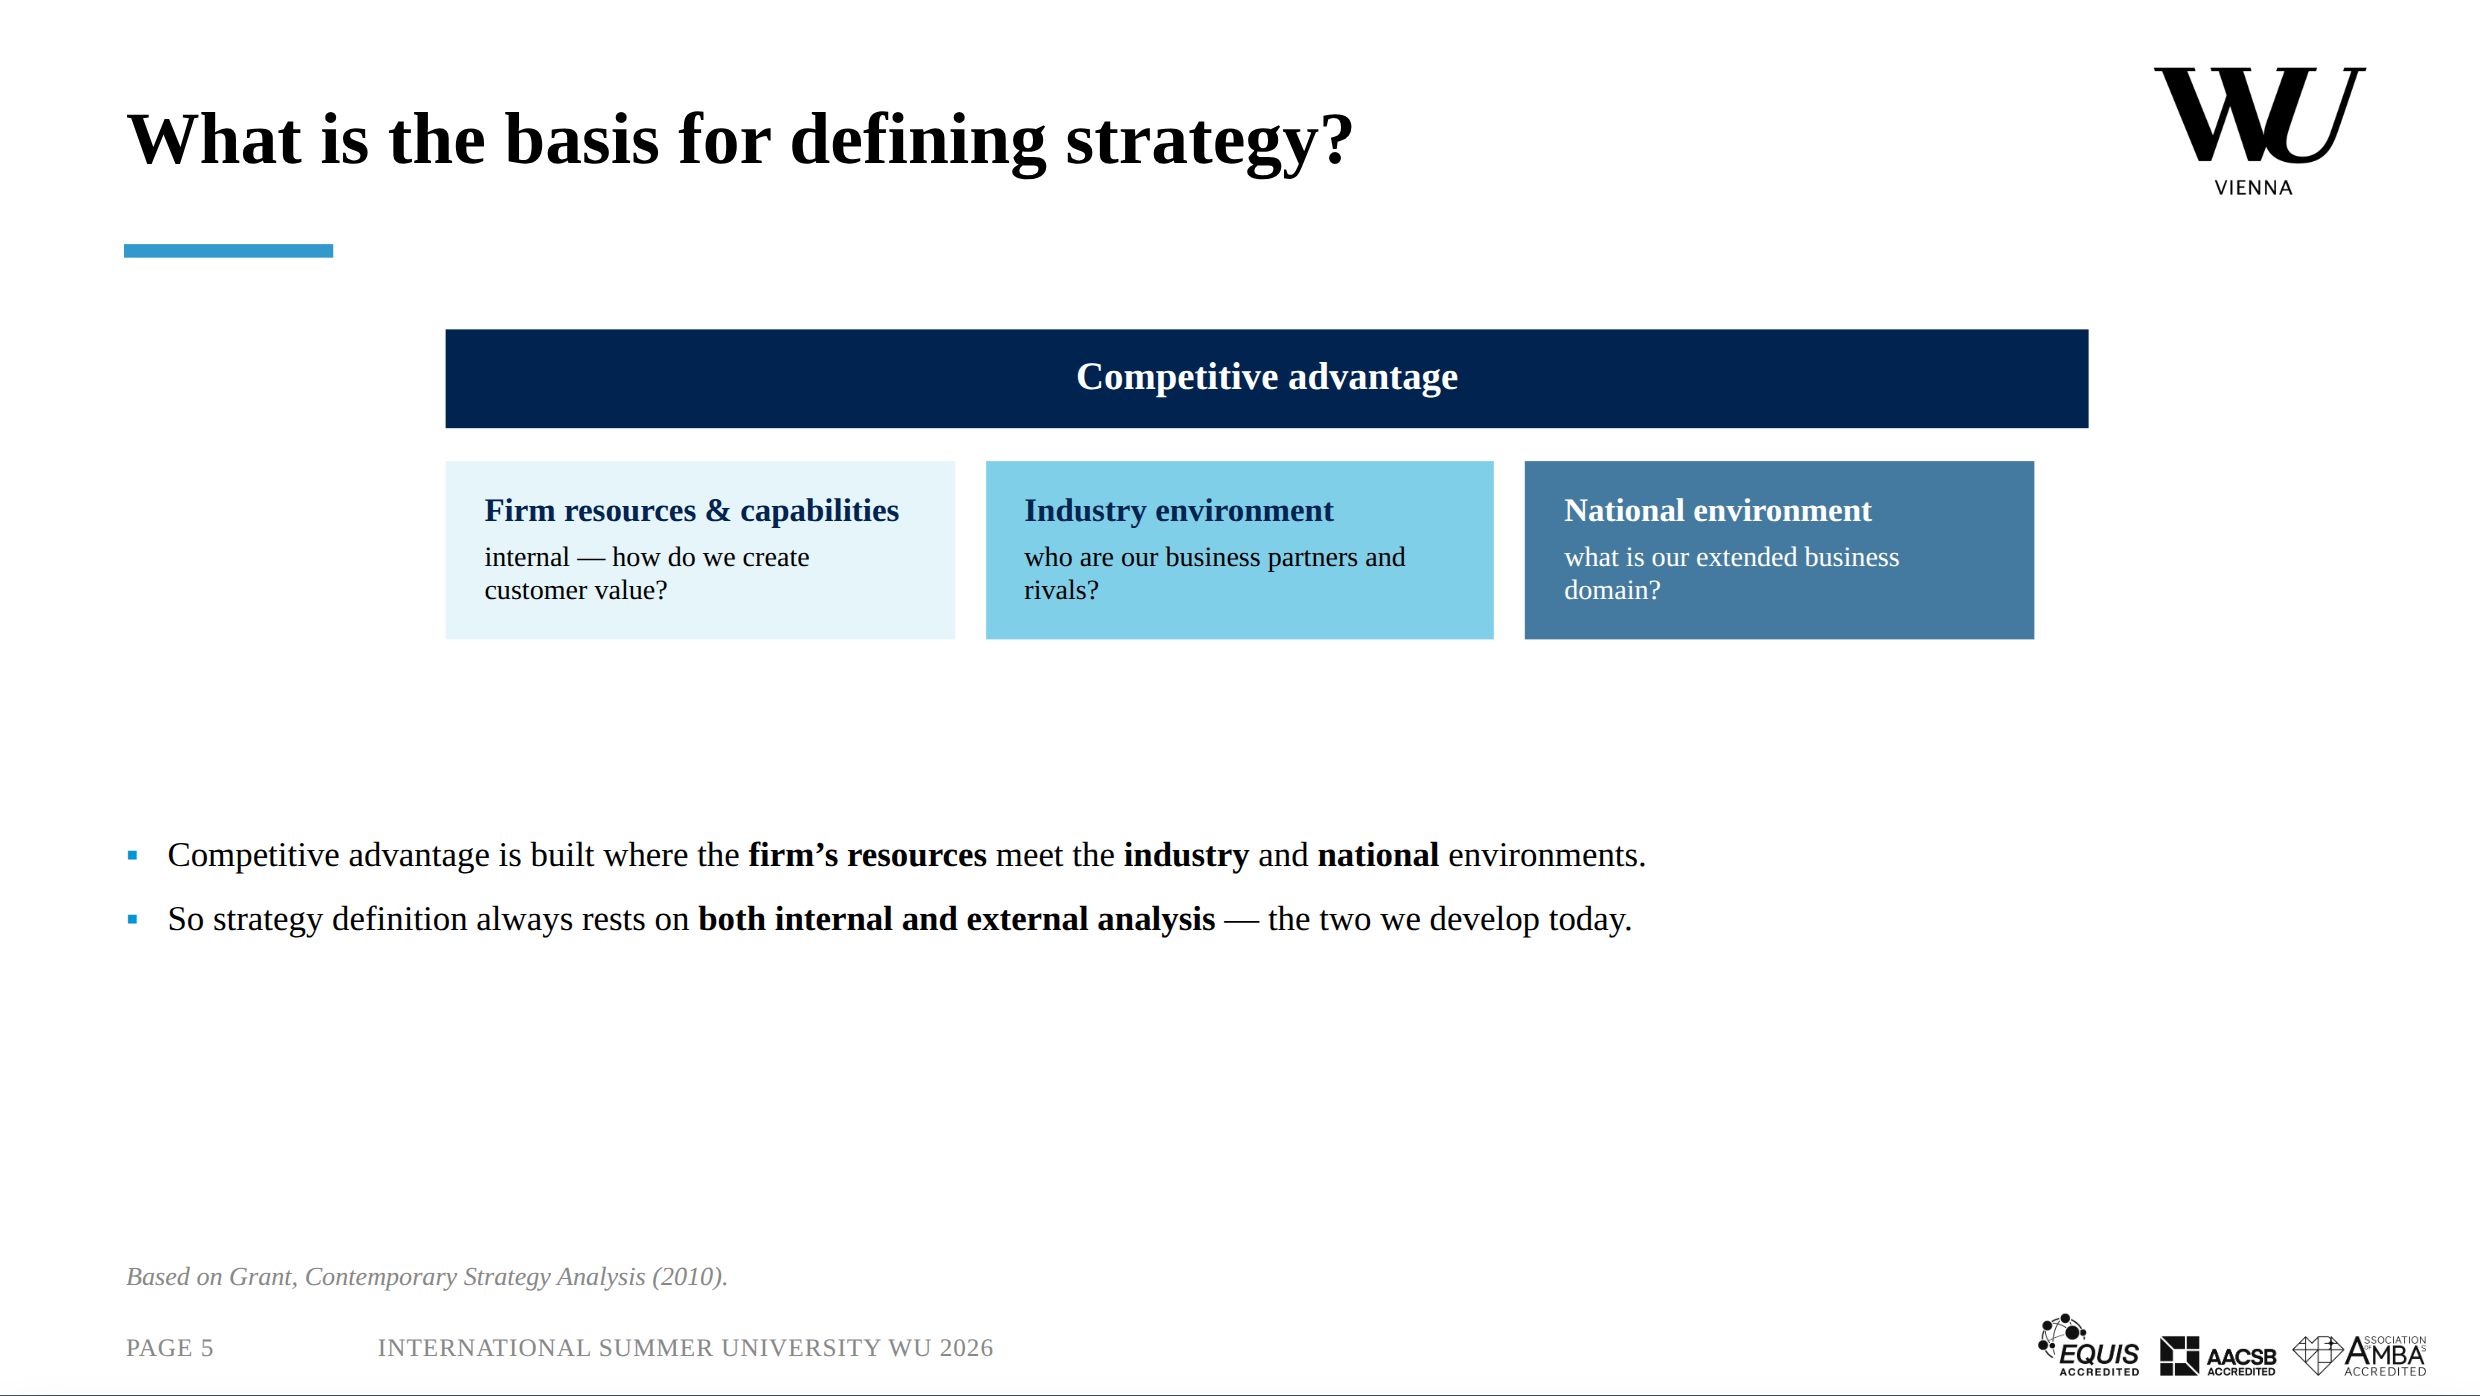 What is the basis for defining strategy?
WU
VIENNA
Competitive advantage
Firm resources & capabilities
internal — how do we create
customer value?
Industry environment
who are our business partners and
rivals?
National environment
what is our extended business
domain?
▪ Competitive advantage is built where the firm’s resources meet the industry and national environments.
▪ So strategy definition always rests on both internal and external analysis — the two we develop today.
Based on Grant, Contemporary Strategy Analysis (2010).
PAGE 5
INTERNATIONAL SUMMER UNIVERSITY WU 2026
EQUIS
ACCREDITED
AACSB
ACCREDITED
ASSOCIATION
OF MBAS
ACCREDITED